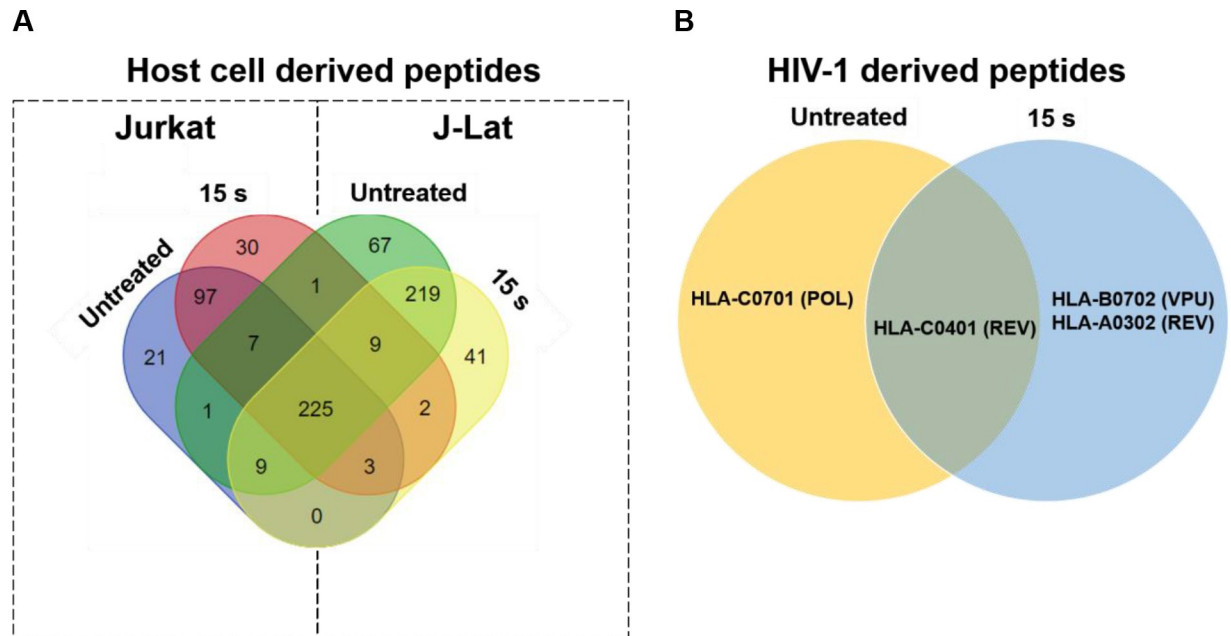 A
B
Host cell derived peptides
HIV-1 derived peptides
Jurkat
J-Lat
Untreated
15 s
15 s
Untreated
Untreated
15 s
30
67
97
1
219
21
7
9
41
1
225
2
9
3
0
HLA-C0701 (POL)
HLA-C0401 (REV)
HLA-B0702 (VPU)
HLA-A0302 (REV)